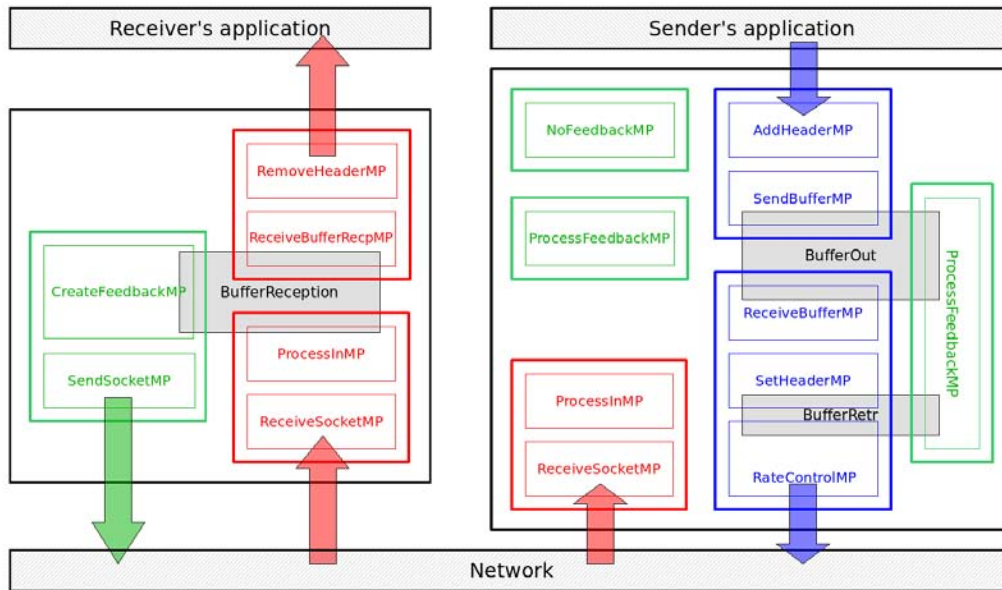 Receiver's application
RemoveHeaderMP
ReceiveBufferRecpMP
CreateFeedbackMP
BufferReception
ProcessInMP
SendSocketMP
ReceiveSocketMP
Sender's application
NoFeedbackMP
AddHeaderMP
SendBufferMP
ProcessFeedbackMP
BufferOut
ReceiveBufferMP
ProcessFeedbackMP
SetHeaderMP
ProcessInMP
BufferRetr
ReceiveSocketMP
RateControlMP
Network